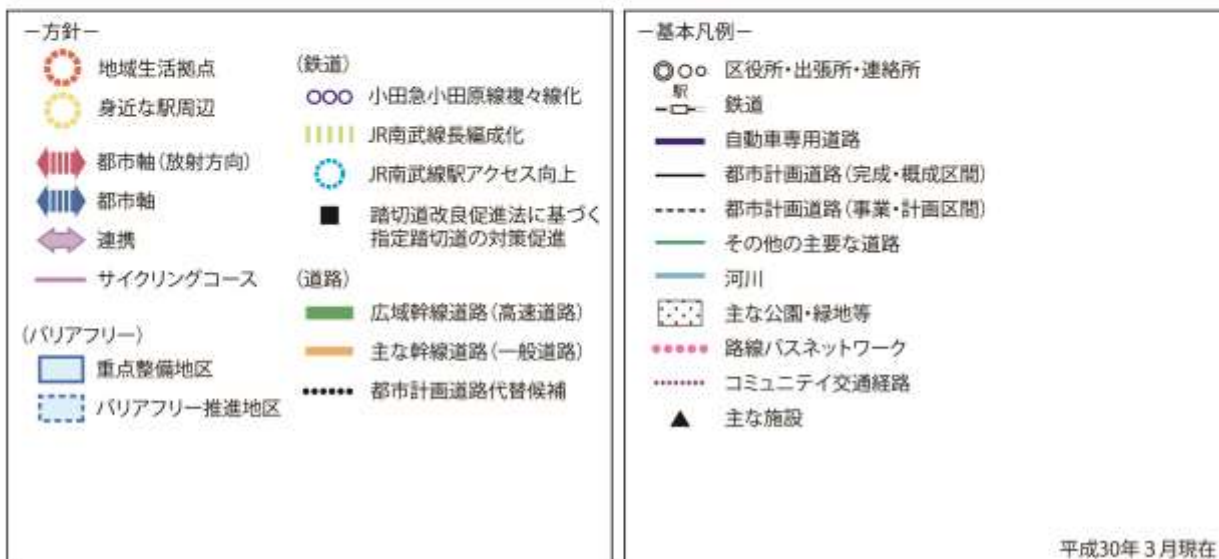 －方針－
地域生活拠点
身近な駅周辺
都市軸（放射方向）
都市軸
連携
サイクリングコース
（バリアフリー）
重点整備地区
バリアフリー推進地区
（鉄道）
小田急小田原線複々線化
JR南武線長編成化
JR南武線駅アクセス向上
踏切道改良促進法に基づく
指定踏切道の対策促進
（道路）
広域幹線道路（高速道路）
主な幹線道路（一般道路）
都市計画道路代替候補
－基本凡例－
区役所・出張所・連絡所
駅
鉄道
自動車専用道路
都市計画道路（完成・概成区間）
都市計画道路（事業・計画区間）
その他の主要な道路
河川
主な公園・緑地等
路線バスネットワーク
コミュニテイ交通経路
主な施設
平成30年３月現在